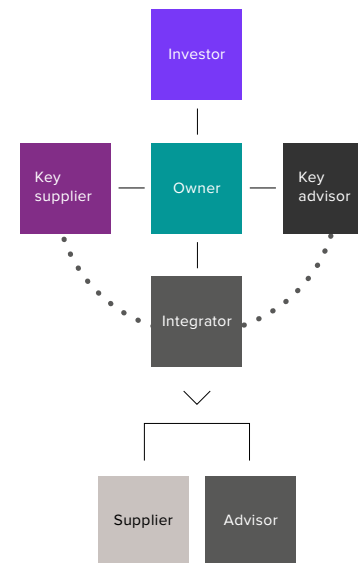 Investor
Key
supplier
Owner
Key
advisor
Integrator
Supplier
Advisor